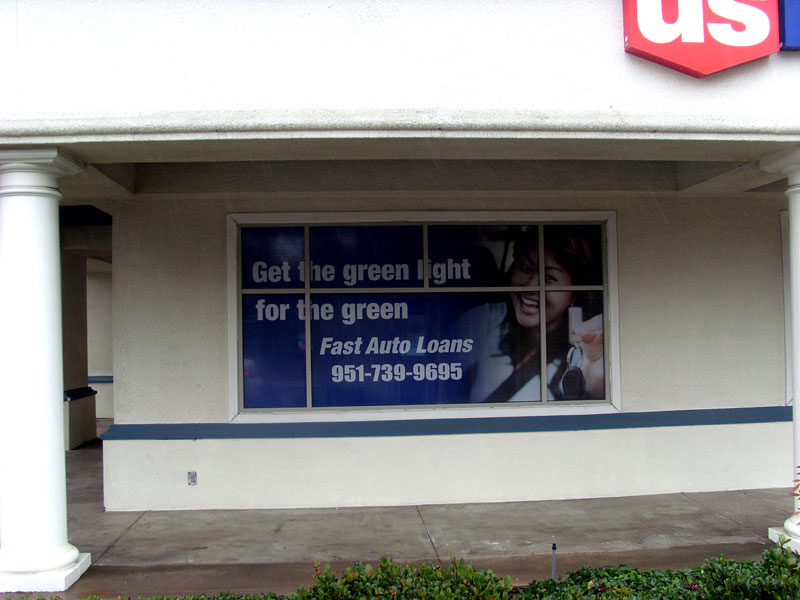 us
Get the green light
for the green
Fast Auto Loans
951-739-9695